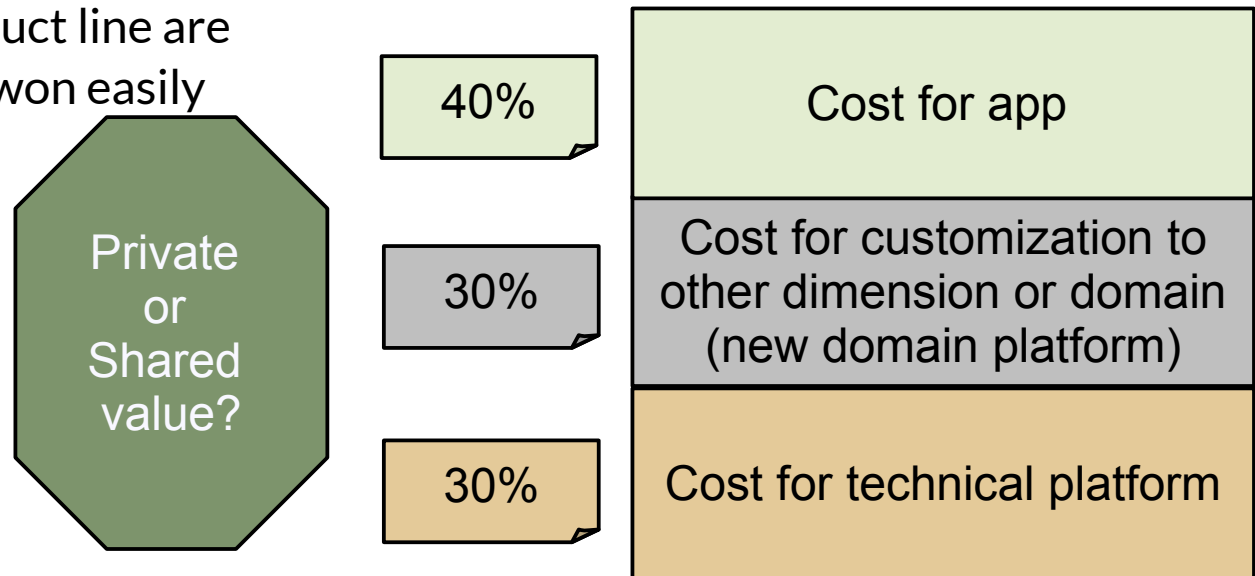 uct line are
won easily
Private
or
Shared
value?
40%
Cost for app
30%
Cost for customization to
other dimension or domain
(new domain platform)
30%
Cost for technical platform